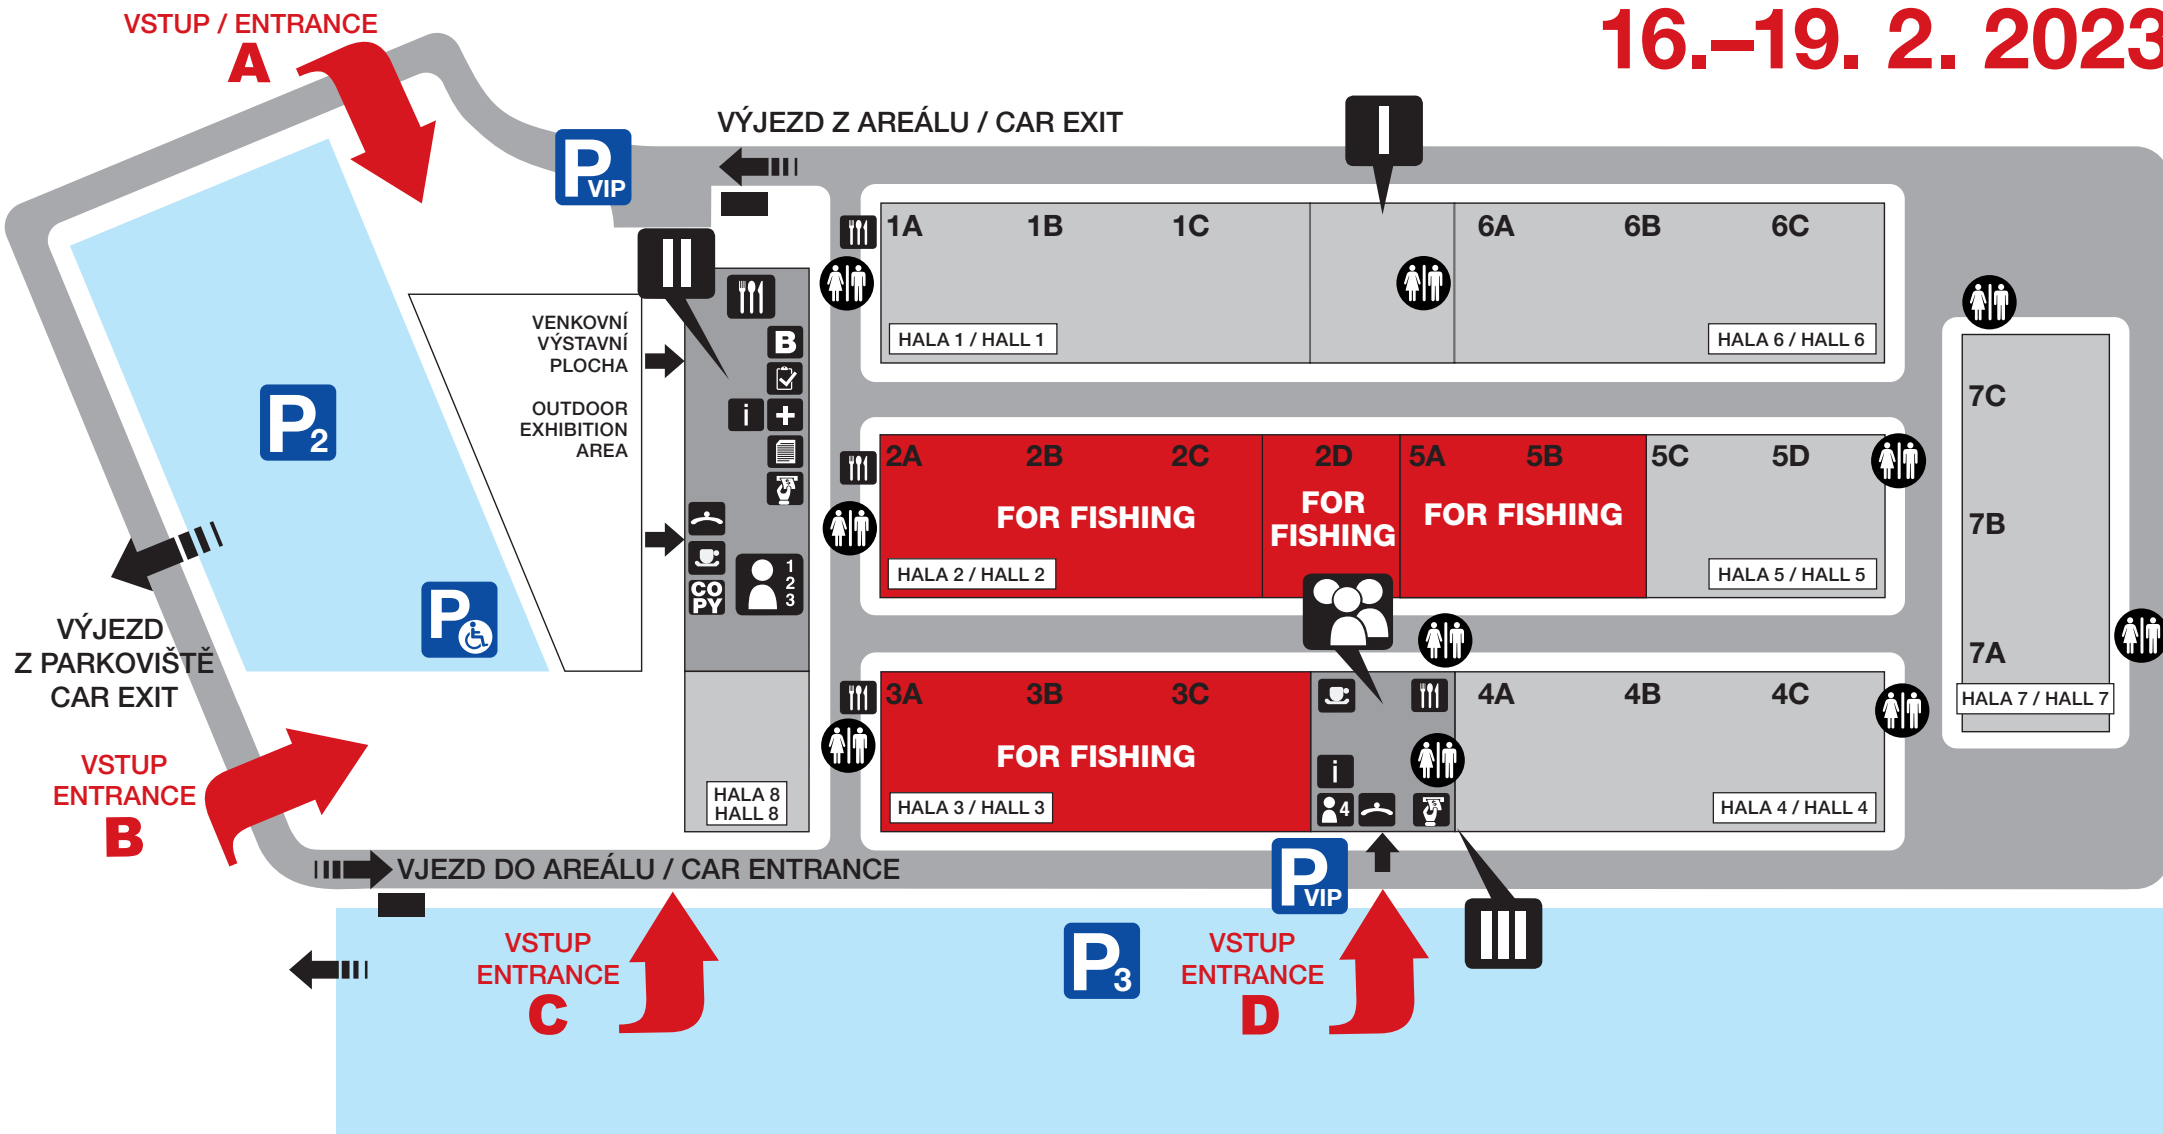 VSTUP / ENTRANCE
A
16.–19. 2. 2023
VÝJEZD Z AREÁLU / CAR EXIT
I
P VIP
II
1A 1B 1C 6A 6B 6C
HALA 1 / HALL 1
HALA 6 / HALL 6
VENKOVNÍ
VÝSTAVNÍ
PLOCHA
OUTDOOR
EXHIBITION
AREA
B
i
P2
7C
7B
7A
HALA 7 / HALL 7
2A 2B 2C 2D 5A 5B 5C 5D
FOR FISHING
FOR
FISHING
FOR FISHING
HALA 2 / HALL 2
HALA 5 / HALL 5
COPY
1
2
3
P
VÝJEZD
Z PARKOVIŠTĚ
CAR EXIT
3A 3B 3C 4A 4B 4C
FOR FISHING
i
4
HALA 3 / HALL 3
HALA 4 / HALL 4
HALA 8
HALL 8
VSTUP
ENTRANCE
B
VJEZD DO AREÁLU / CAR ENTRANCE
P VIP
III
P3
VSTUP
ENTRANCE
C
VSTUP
ENTRANCE
D